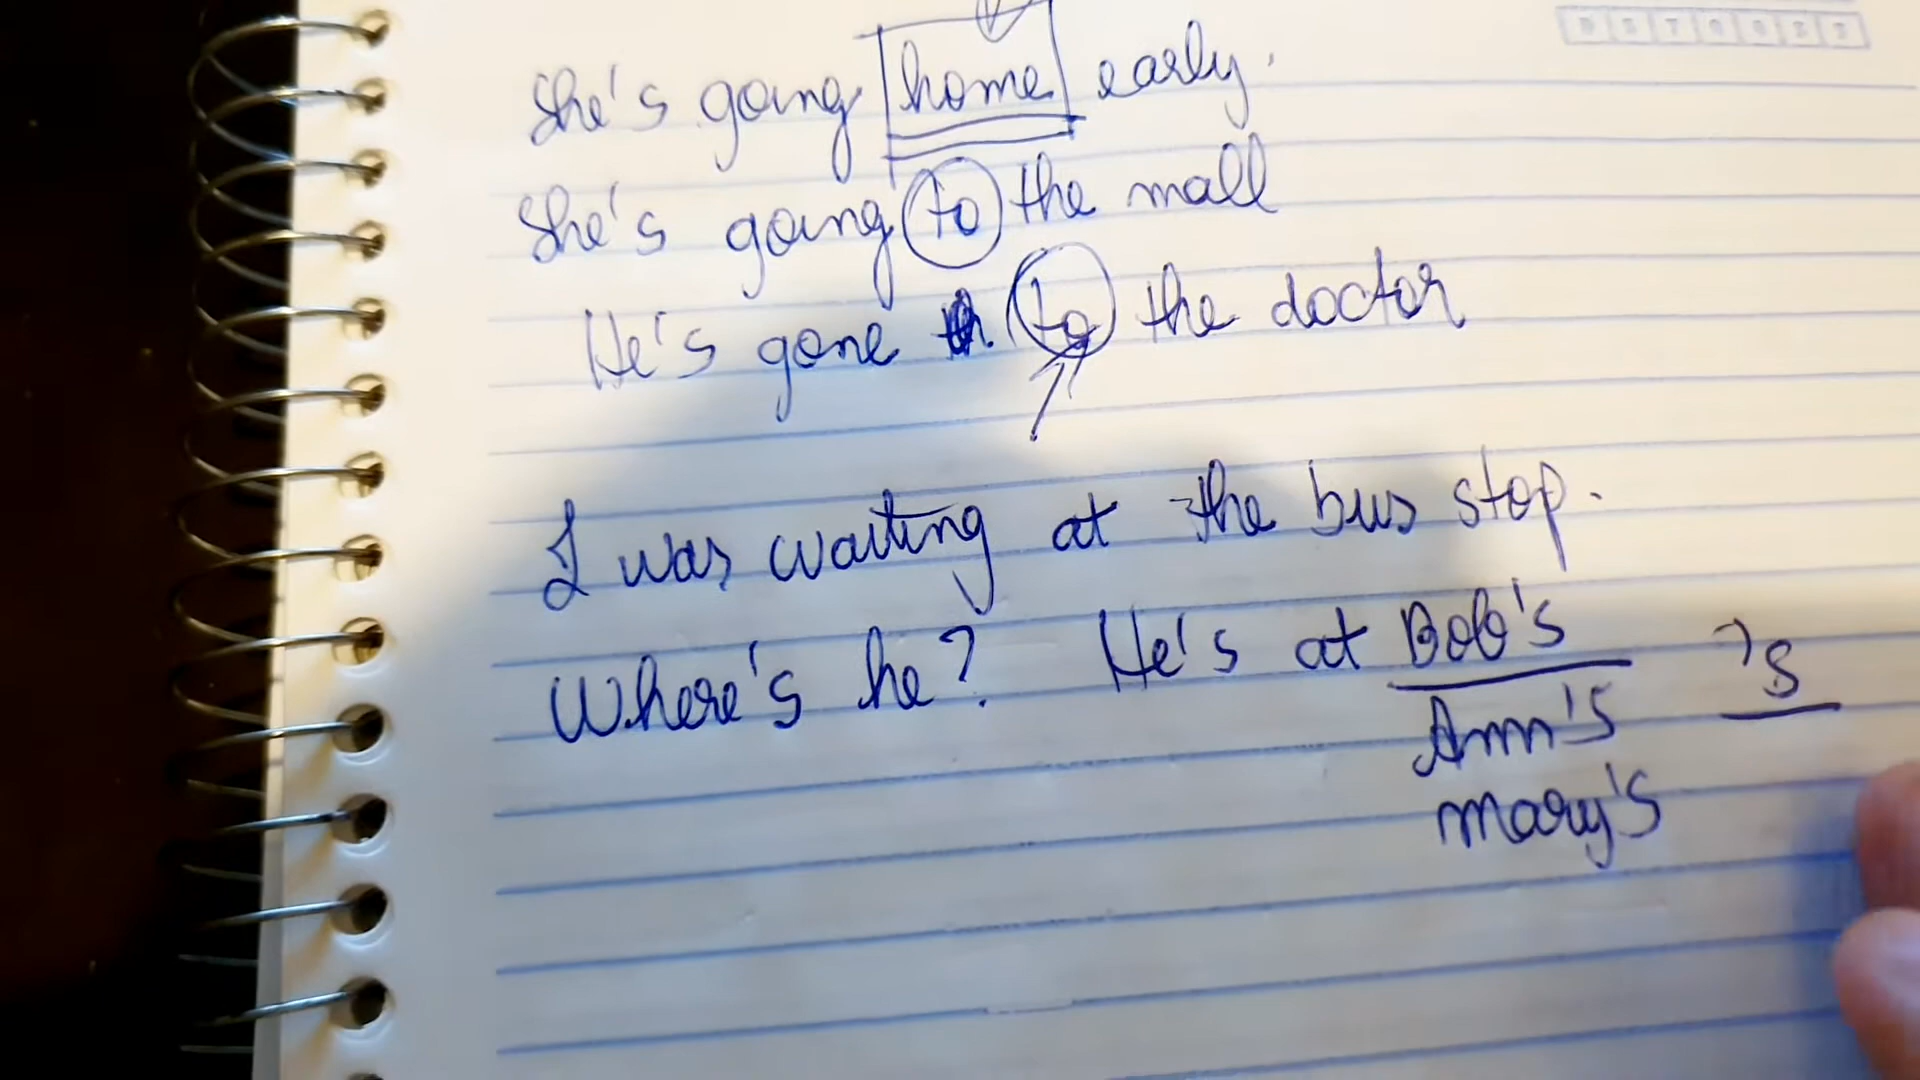 She's going home early.
She's going to the mall
He's gone to the doctor
I was waiting at the bus stop.
Where's he? He's at Bob's 's
Ann's
Mary's